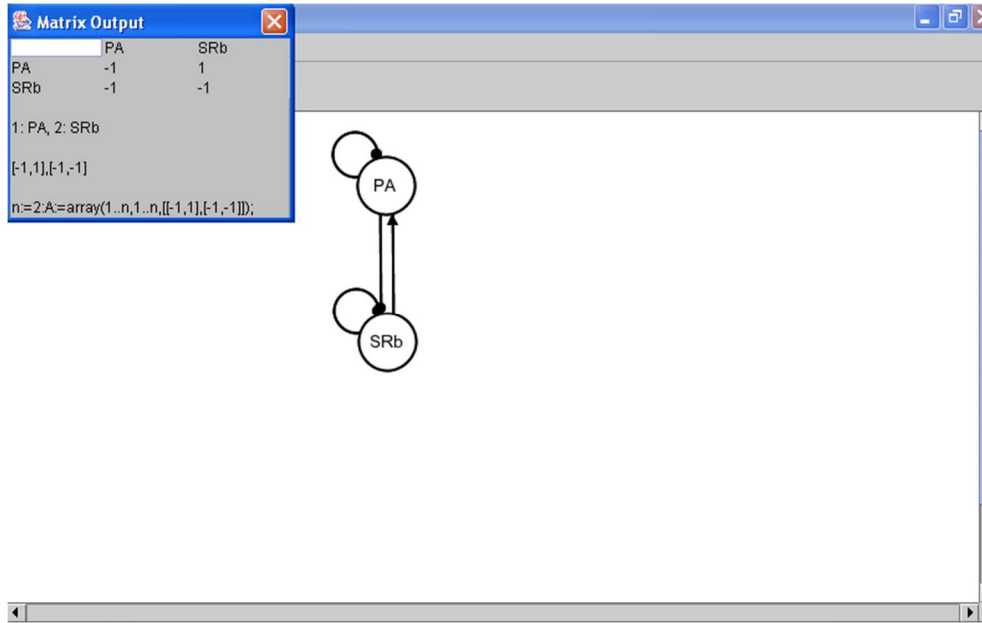 Matrix Output
PA SRb
PA -1 1
SRb -1 -1
1: PA, 2: SRb
[-1,1],[-1,-1]
n:=2:A:=array(1..n,1..n,[[-1,1],[-1,-1]]);
PA
SRb